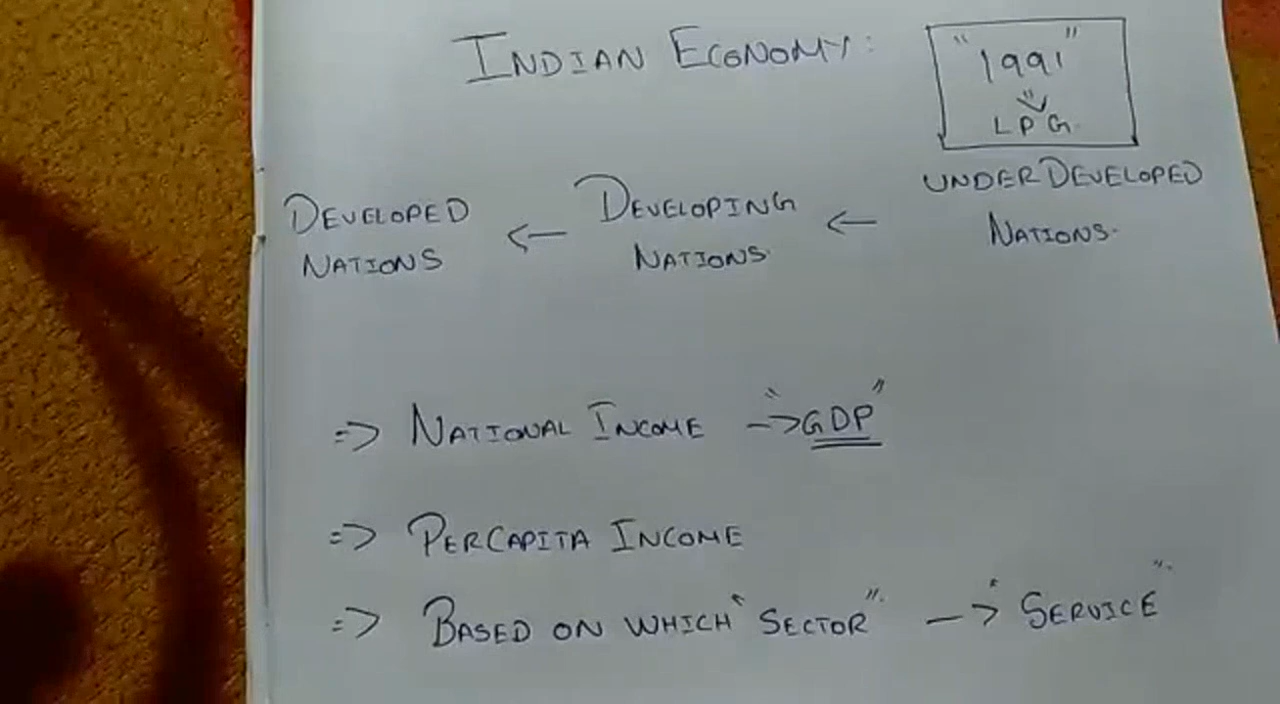 INDIAN ECONOMY:
"1991"
LPG
DEVELOPED NATIONS ← DEVELOPING NATIONS. ← UNDERDEVELOPED NATIONS.
=> NATIONAL INCOME -> "GDP"
=> PERCAPITA INCOME
=> BASED ON WHICH "SECTOR". -> "SERVICE".